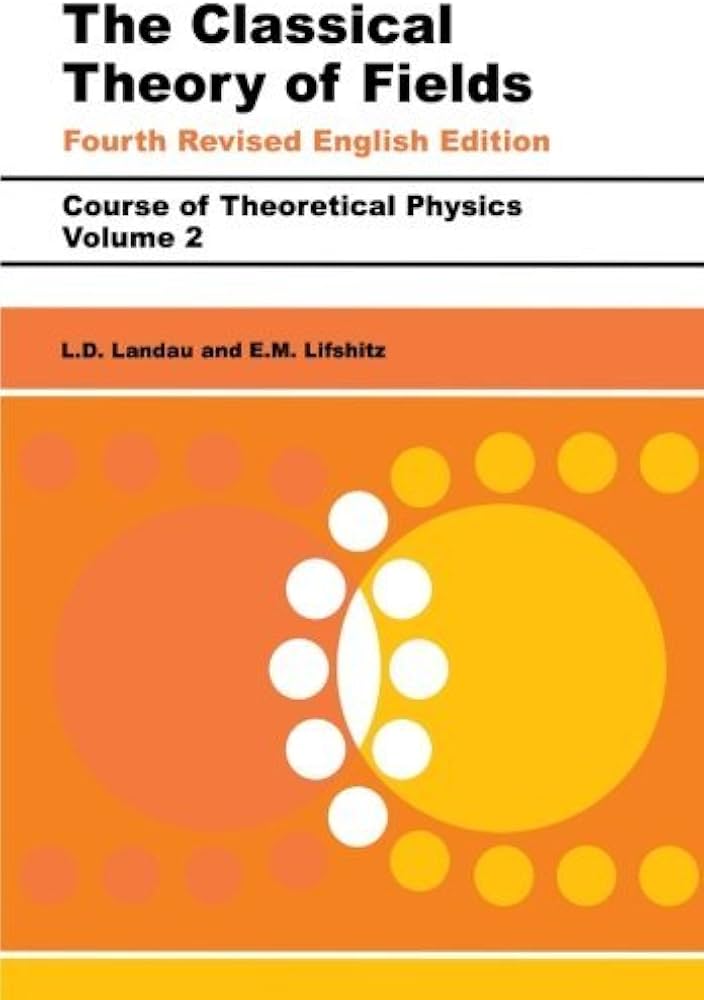 The Classical
Theory of Fields
Fourth Revised English Edition
Course of Theoretical Physics
Volume 2
L.D. Landau and E.M. Lifshitz